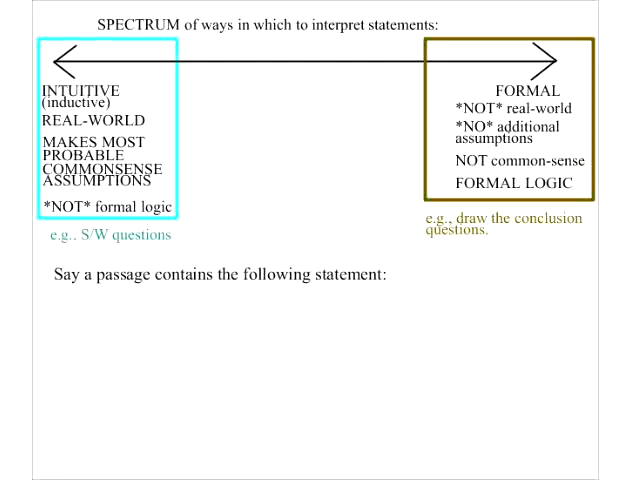 SPECTRUM of ways in which to interpret statements:
INTUITIVE
(inductive)
REAL-WORLD
MAKES MOST
PROBABLE
COMMONSENSE
ASSUMPTIONS
*NOT* formal logic
e.g.. S/W questions
FORMAL
*NOT* real-world
*NO* additional
assumptions
NOT common-sense
FORMAL LOGIC
e.g., draw the conclusion
questions.
Say a passage contains the following statement: